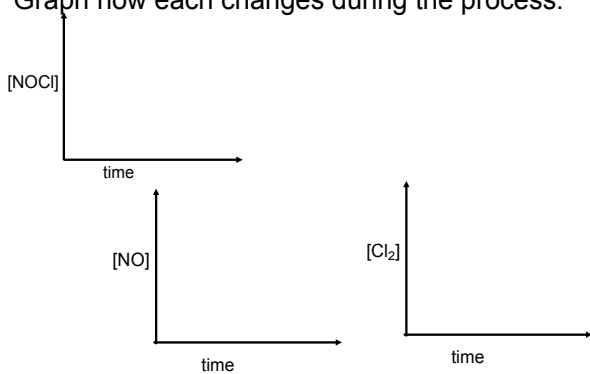 Graph how each changes during the process.
[NOCl]
time
[NO]
time
[Cl₂]
time